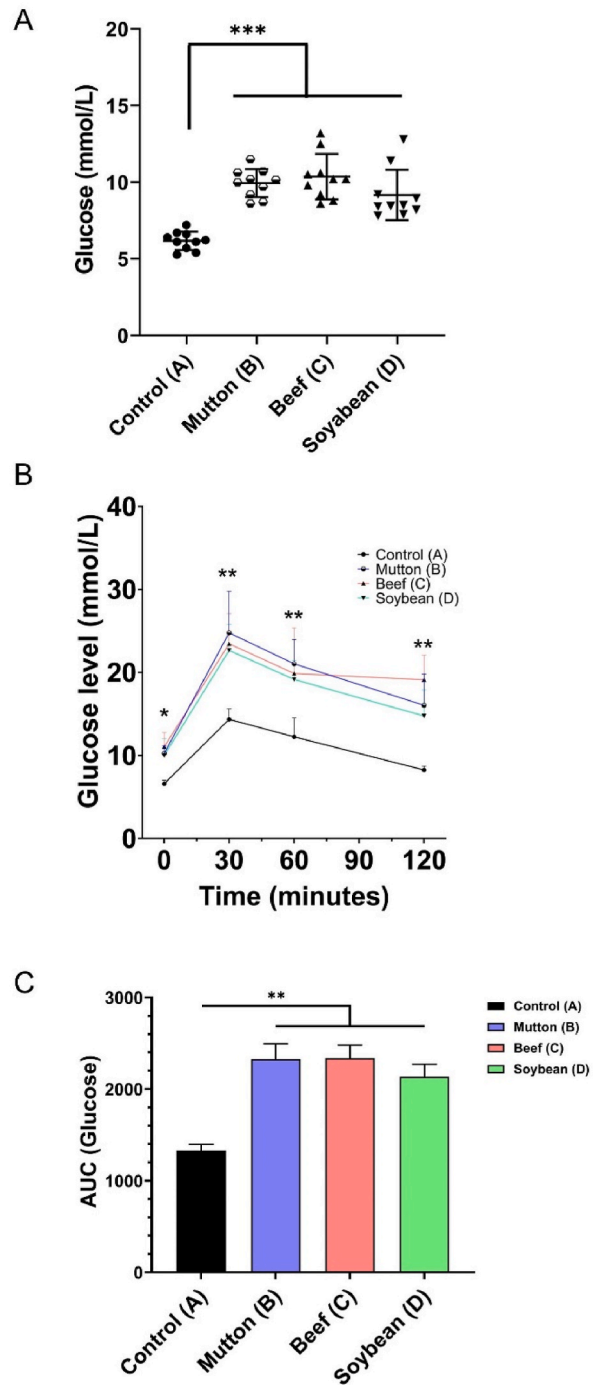 A
***
Glucose (mmol/L)
20
15
10
5
0
Control (A)
Mutton (B)
Beef (C)
Soyabean (D)
B
Glucose level (mmol/L)
40
30
20
10
0
Control (A)
Mutton (B)
Beef (C)
Soybean (D)
*
**
**
**
0 30 60 90 120
Time (minutes)
C
**
AUC (Glucose)
3000
2000
1000
0
Control (A)
Mutton (B)
Beef (C)
Soybean (D)
Control (A)
Mutton (B)
Beef (C)
Soybean (D)